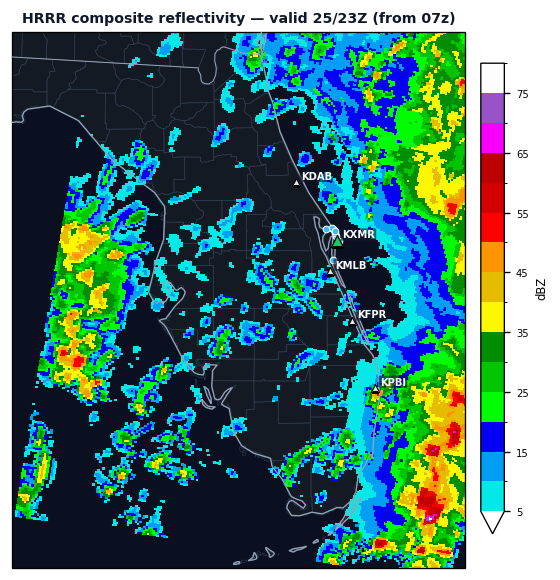 HRRR composite reflectivity — valid 25/23Z (from 07z)
KDAB
KXMR
KMLB
KFPR
KPBI
75
65
55
45
35
25
15
5
dBZ